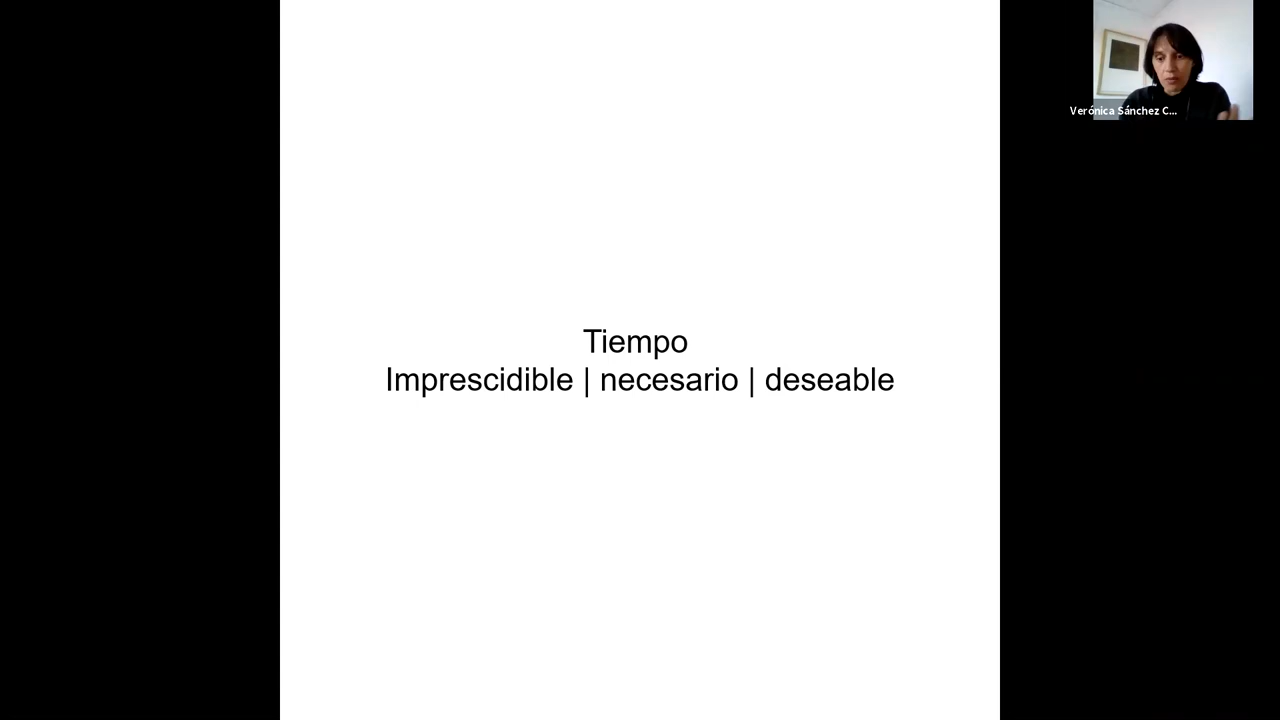 Verónica Sánchez C...
Tiempo
Imprescidible | necesario | deseable